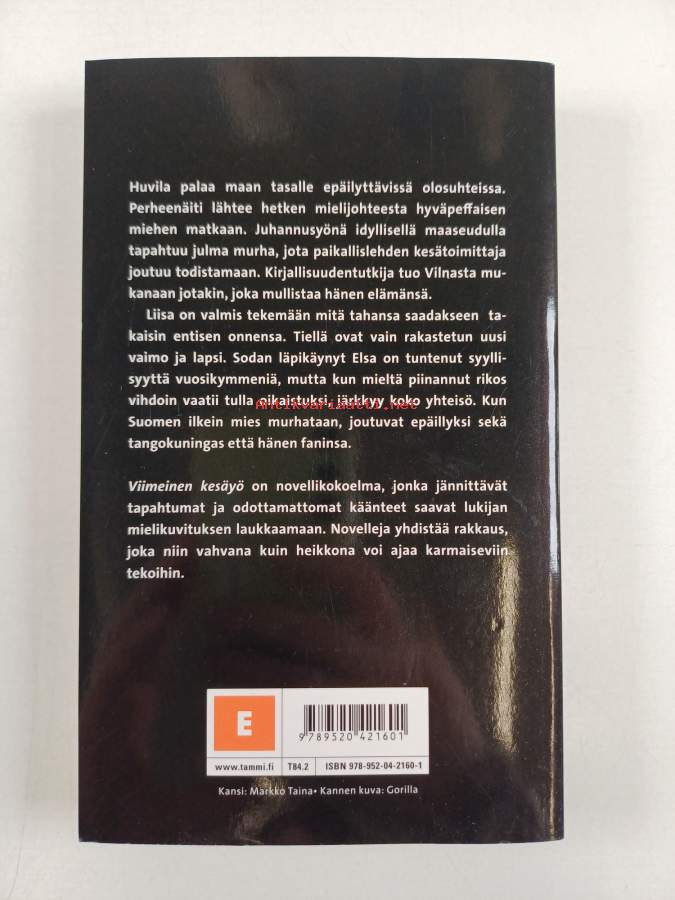 Huvila palaa maan tasalle epäilyttävissä olosuhteissa.
Perheenäiti lähtee hetken mielijohteesta hyväpeffaisen
miehen matkaan. Juhannusyönä idyllisellä maaseudulla
tapahtuu julma murha, jota paikallislehden kesätoimittaja
joutuu todistamaan. Kirjallisuudentutkija tuo Vilnasta mu-
kanaan jotakin, joka mullistaa hänen elämänsä.
Liisa on valmis tekemään mitä tahansa saadakseen ta-
kaisin entisen onnensa. Tiellä ovat vain rakastetun uusi
vaimo ja lapsi. Sodan läpikäynyt Elsa on tuntenut syylli-
syyttä vuosikymmeniä, mutta kun mieltä piinannut rikos
vihdoin vaatii tulla oikaistuksi, järkkyy koko yhteisö. Kun
Antikvariaatti.net
Suomen ilkein mies murhataan, joutuvat epäillyksi sekä
tangokuningas että hänen faninsa.
Viimeinen kesäyö on novellikokoelma, jonka jännittävät
tapahtumat ja odottamattomat käänteet saavat lukijan
mielikuvituksen laukkaamaan. Novelleja yhdistää rakkaus,
joka niin vahvana kuin heikkona voi ajaa karmaiseviin
tekoihin.
E
9 789520 421601
www.tammi.fi T84.2 ISBN 978-952-04-2160-1
Kansi: Markko Taina• Kannen kuva: Gorilla